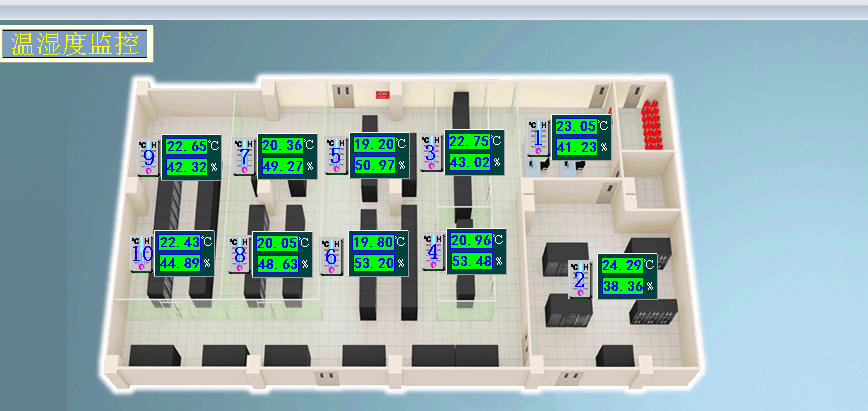 温湿度监控
9 ℃ H 22.65℃
42.32 %
7 ℃ H 20.36℃
49.27 %
5 ℃ H 19.20℃
50.97 %
3 ℃ H 22.75℃
43.02 %
1 ℃ H 23.05℃
41.23 %
10 ℃ H 22.43℃
44.89 %
8 ℃ H 20.05℃
48.63 %
6 ℃ H 19.80℃
53.20 %
4 ℃ H 20.96℃
53.48 %
2 ℃ H 24.29℃
38.36 %